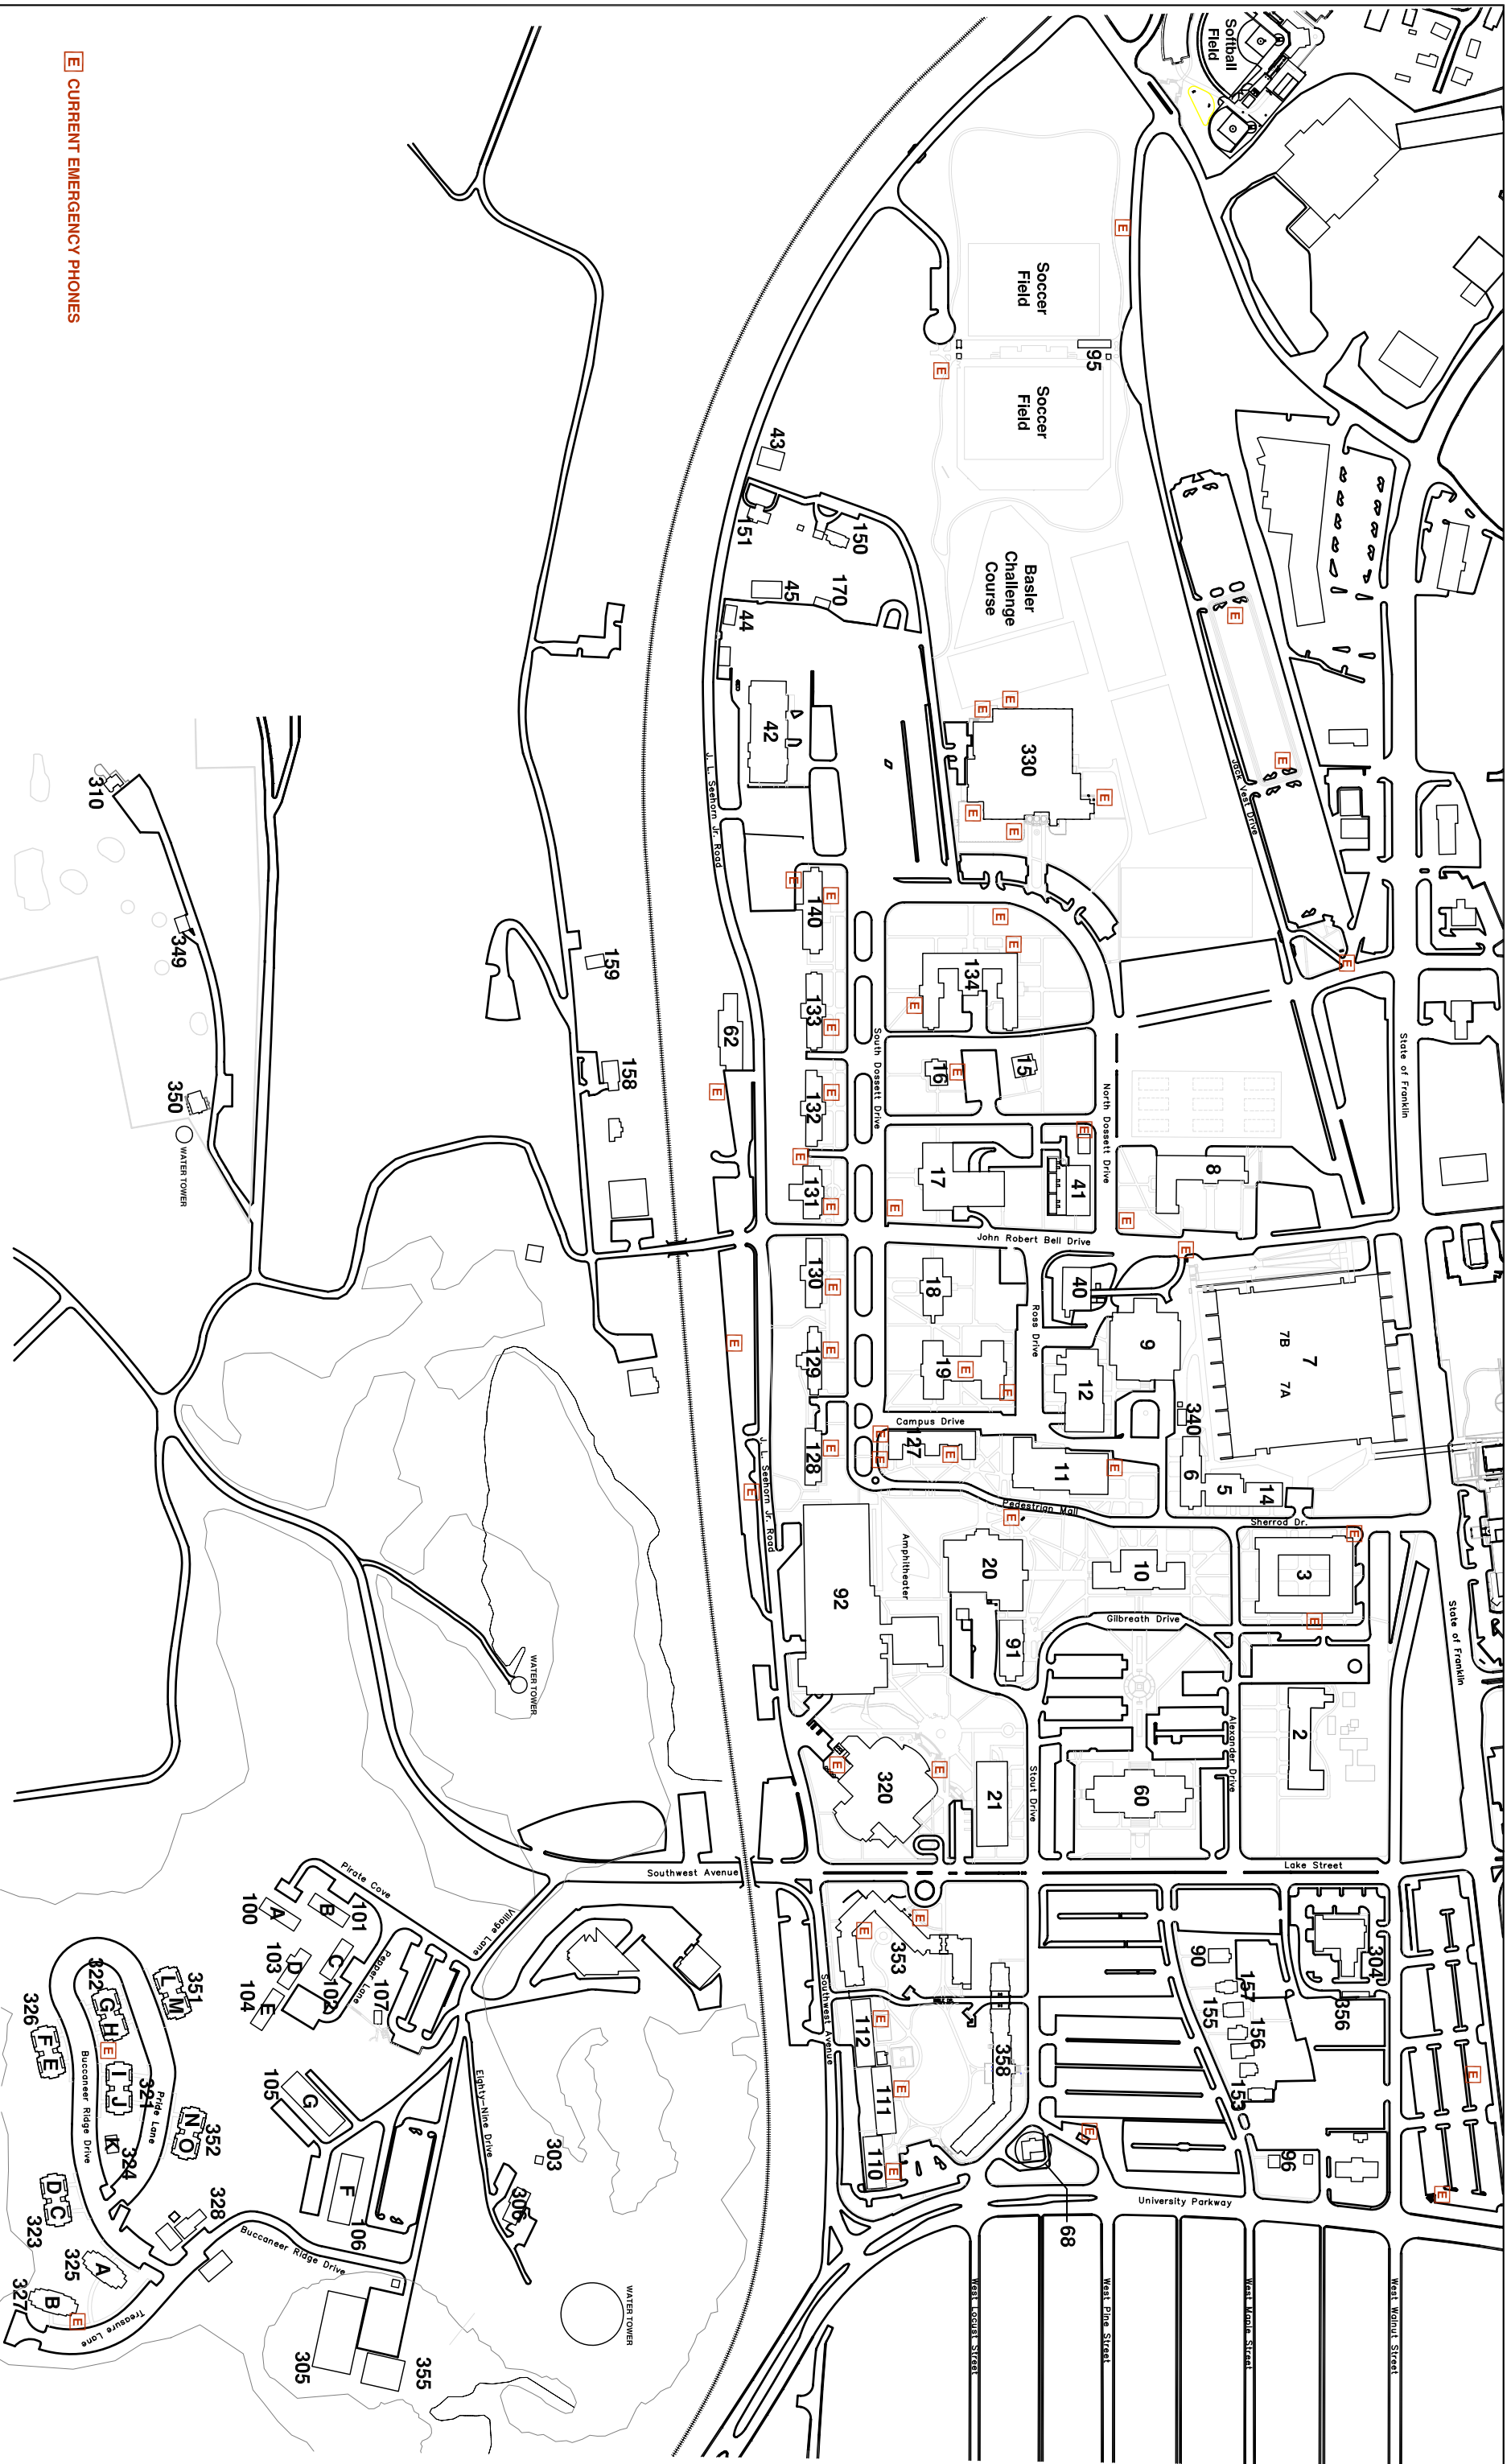 Softball
Field
E
Soccer
Field
95
E
Soccer
Field
E
43
151
150
Basler
Challenge
Course
45
170
44
E
E
E
42
330
E
E
E
E
Jack Vest Drive
J. L. Seehorn Jr. Road
310
E
140
E
E
E
E
134
349
159
E
133
E
62
South Dossett Drive
State of Franklin
158
350
WATER TOWER
E
132
E
16
E
15
North Dossett Drive
E
E
131
E
17
E
41
8
E
John Robert Bell Drive
E
130
E
18
40
Ross Drive
9
7B
7
7A
E
129
E
19
E
E
12
Campus Drive
340
128
E
E
E
127
E
11
E
6
5
14
J. L. Seehorn Jr. Road
E
Pedestrian Mall
E
Sherrod Dr.
E
92
Amphitheater
20
10
3
E
Gilbreath Drive
91
State of Franklin
WATER TOWER
2
Alexander Drive
E
320
E
21
Stout Drive
60
Southwest Avenue
Lake Street
Pirate Cove
Village Lane
100
A
B
101
103
D
C
102
104
E
Pepper Lane
107
E
E
353
90
304
157
155
356
156
153
Southwest Avenue
112
E
358
111
E
110
E
E
E
96
E
68
University Parkway
351
L
M
322
G
H
E
326
F
E
I
J
321
Pride Lane
Buccaneer Ridge Drive
N
O
352
K
324
105
G
Eighty-Nine Drive
303
306
F
106
D
C
323
328
Buccaneer Ridge Drive
325
A
327
B
E
Treasure Lane
305
355
WATER TOWER
West Locust Street
West Pine Street
West Maple Street
West Walnut Street
E CURRENT EMERGENCY PHONES